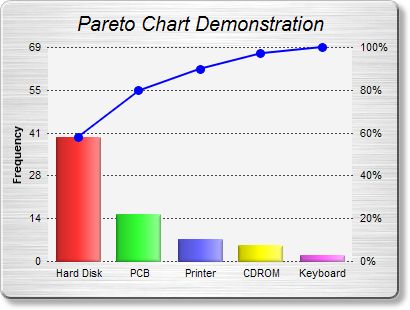 Pareto Chart Demonstration
69 100%
55 80%
41 60%
28 40%
14 20%
0 0%
Frequency
Hard Disk PCB Printer CDROM Keyboard